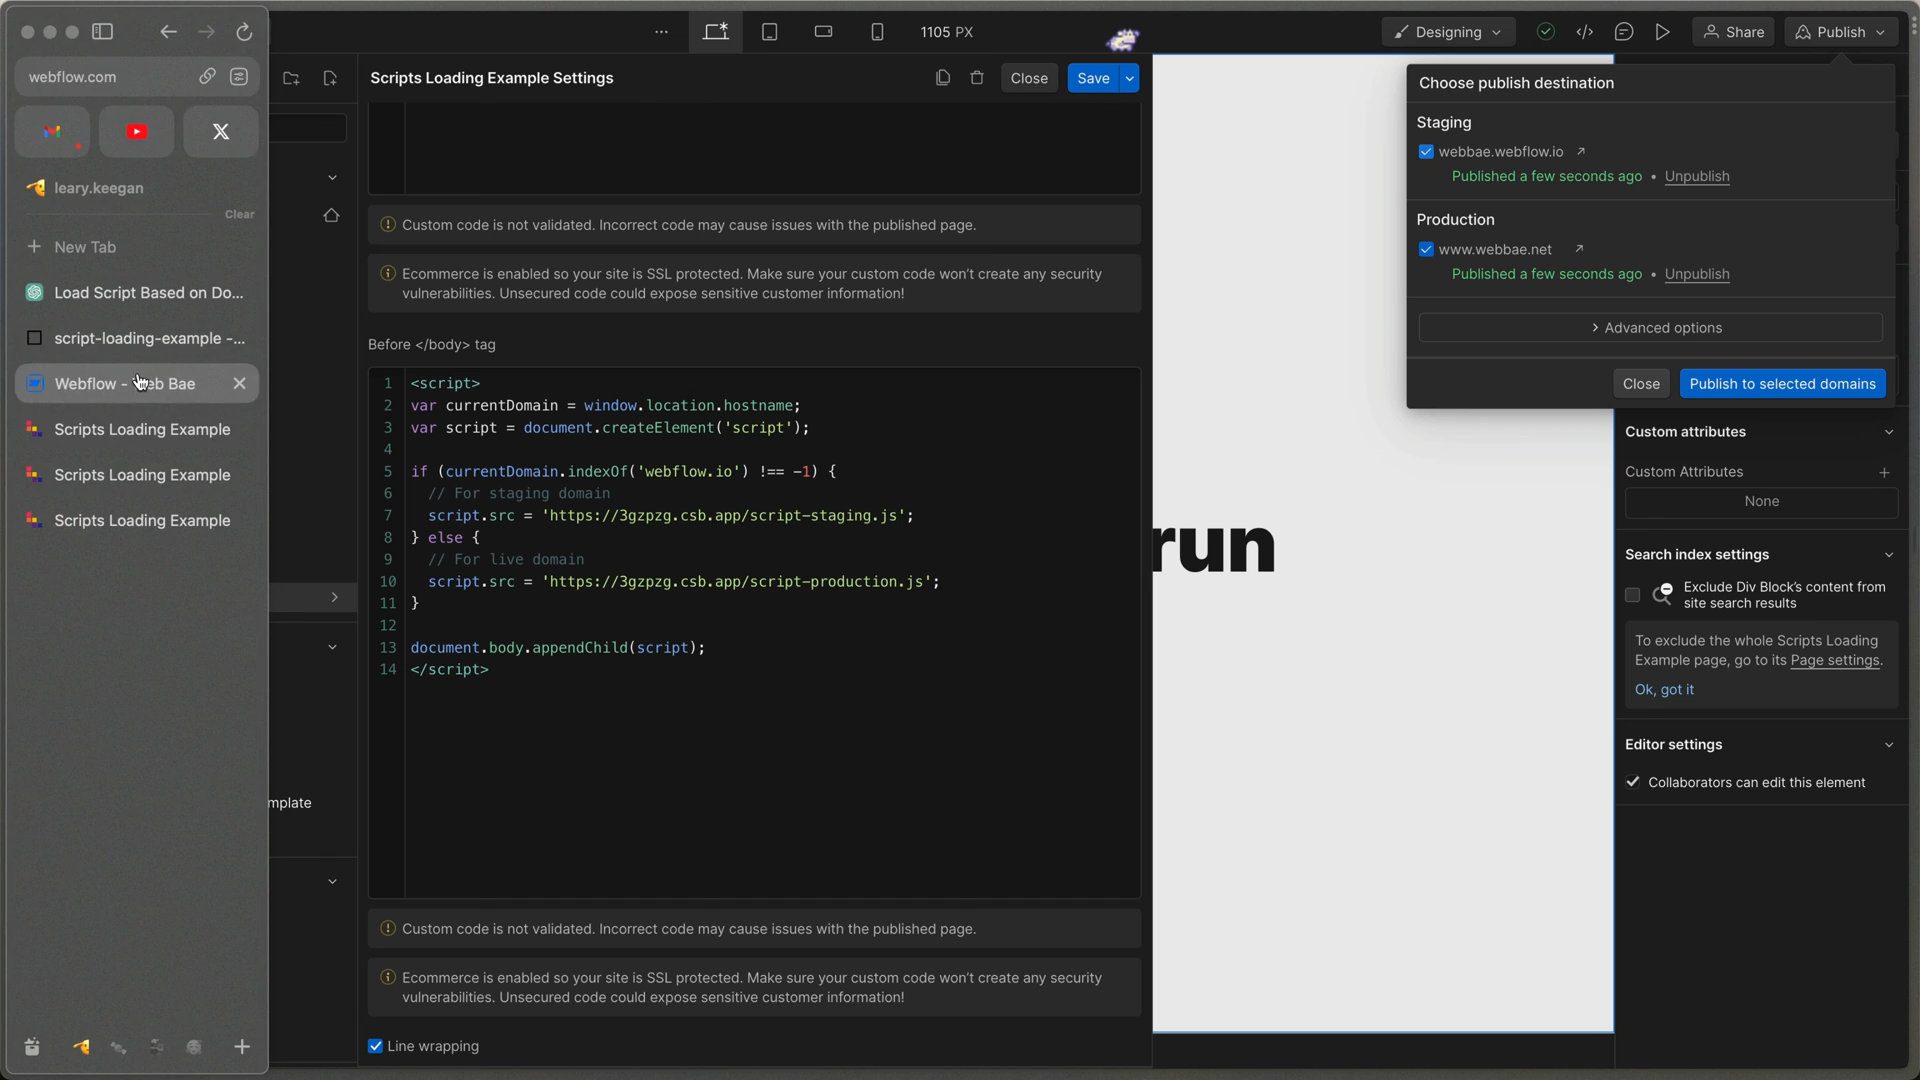 webflow.com
leary.keegan
Clear
New Tab
Load Script Based on Do...
script-loading-example -...
Webflow - Web Bae
Scripts Loading Example
Scripts Loading Example
Scripts Loading Example
mplate
1105 PX
Designing
Share
Publish
Scripts Loading Example Settings
Close
Save
Custom code is not validated. Incorrect code may cause issues with the published page.
Ecommerce is enabled so your site is SSL protected. Make sure your custom code won't create any security
vulnerabilities. Unsecured code could expose sensitive customer information!
Before </body> tag
1 <script>
2 var currentDomain = window.location.hostname;
3 var script = document.createElement('script');
4
5 if (currentDomain.indexOf('webflow.io') !== -1) {
6 // For staging domain
7 script.src = 'https://3gzpzg.csb.app/script-staging.js';
8 } else {
9 // For live domain
10 script.src = 'https://3gzpzg.csb.app/script-production.js';
11 }
12
13 document.body.appendChild(script);
14 </script>
Custom code is not validated. Incorrect code may cause issues with the published page.
Ecommerce is enabled so your site is SSL protected. Make sure your custom code won't create any security
vulnerabilities. Unsecured code could expose sensitive customer information!
Line wrapping
run
Choose publish destination
Staging
webbae.webflow.io
Published a few seconds ago • Unpublish
Production
www.webbae.net
Published a few seconds ago • Unpublish
Advanced options
Close
Publish to selected domains
Custom attributes
Custom Attributes
None
Search index settings
Exclude Div Block's content from
site search results
To exclude the whole Scripts Loading
Example page, go to its Page settings.
Ok, got it
Editor settings
Collaborators can edit this element